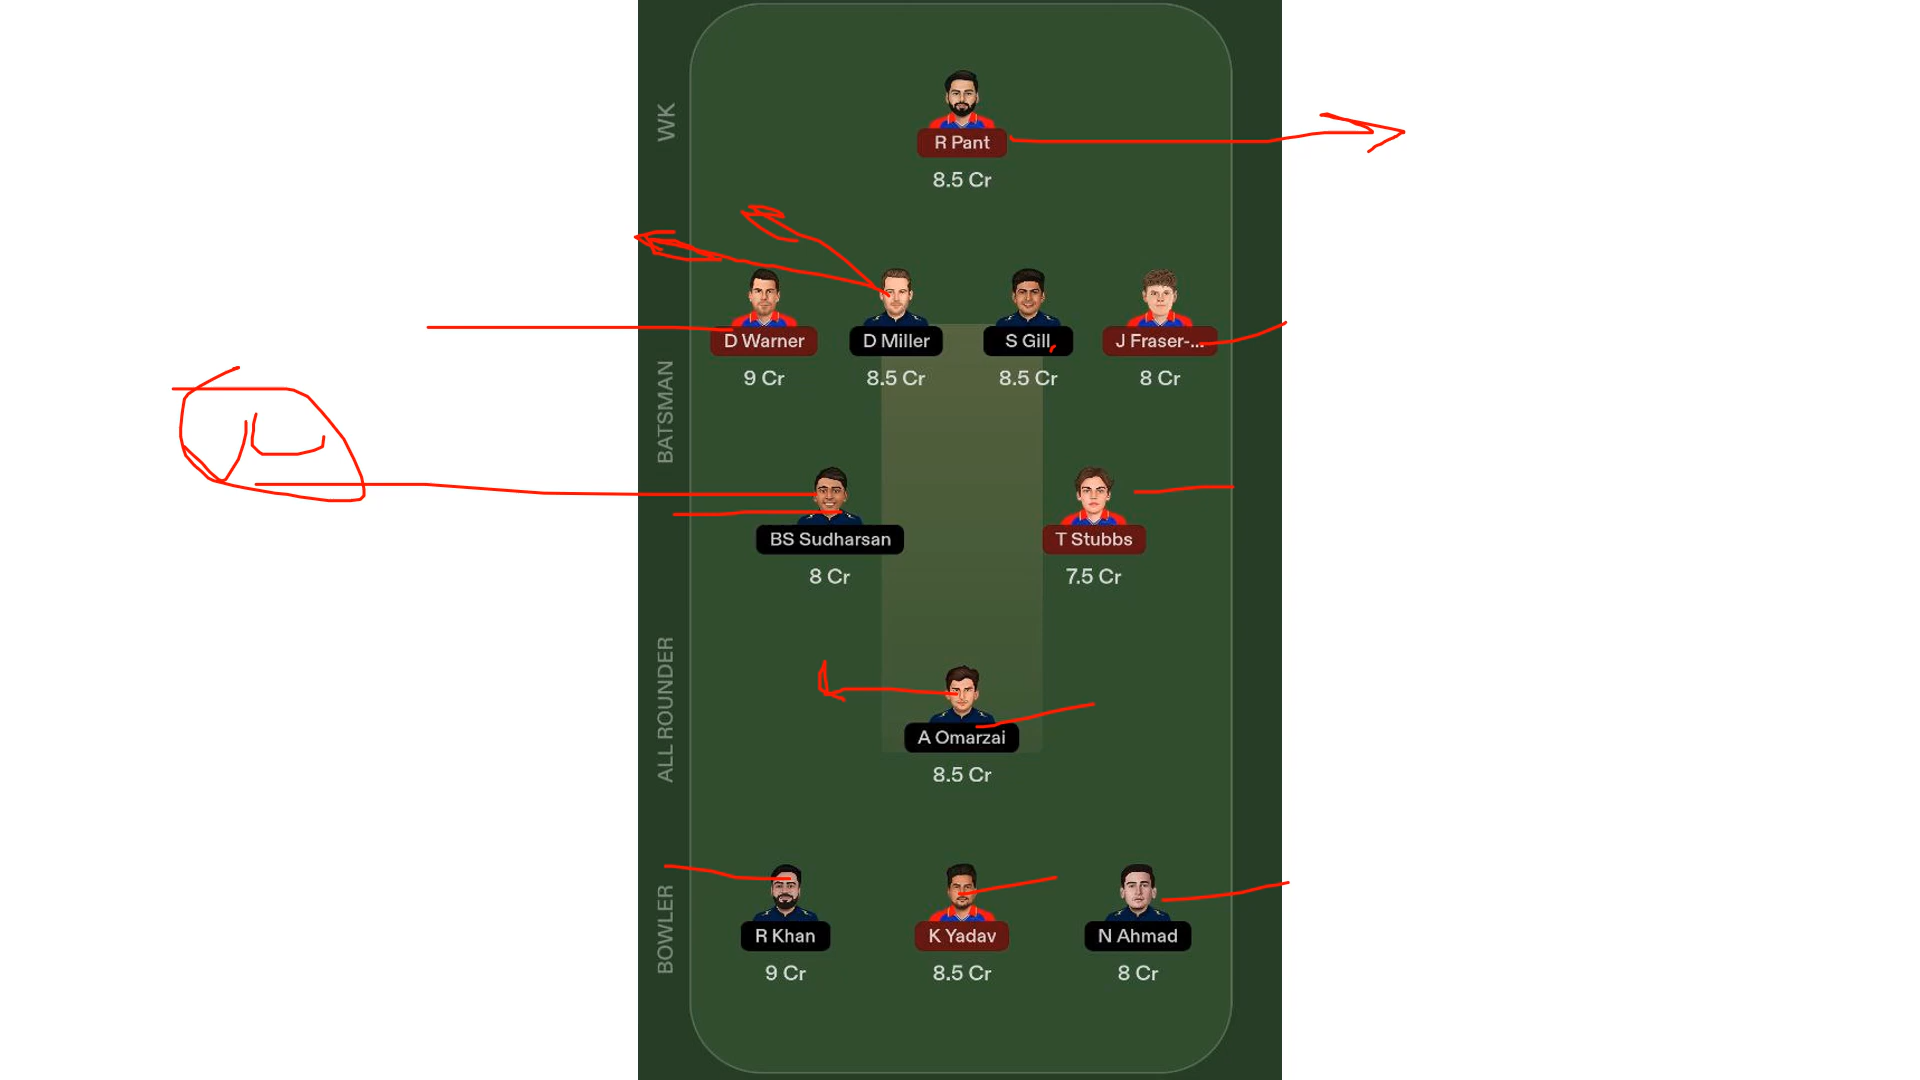 WK
R Pant
8.5 Cr
BATSMAN
D Warner
D Miller
S Gill
J Fraser-...
9 Cr
8.5 Cr
8.5 Cr
8 Cr
BS Sudharsan
T Stubbs
8 Cr
7.5 Cr
ALL ROUNDER
A Omarzai
8.5 Cr
BOWLER
R Khan
K Yadav
N Ahmad
9 Cr
8.5 Cr
8 Cr